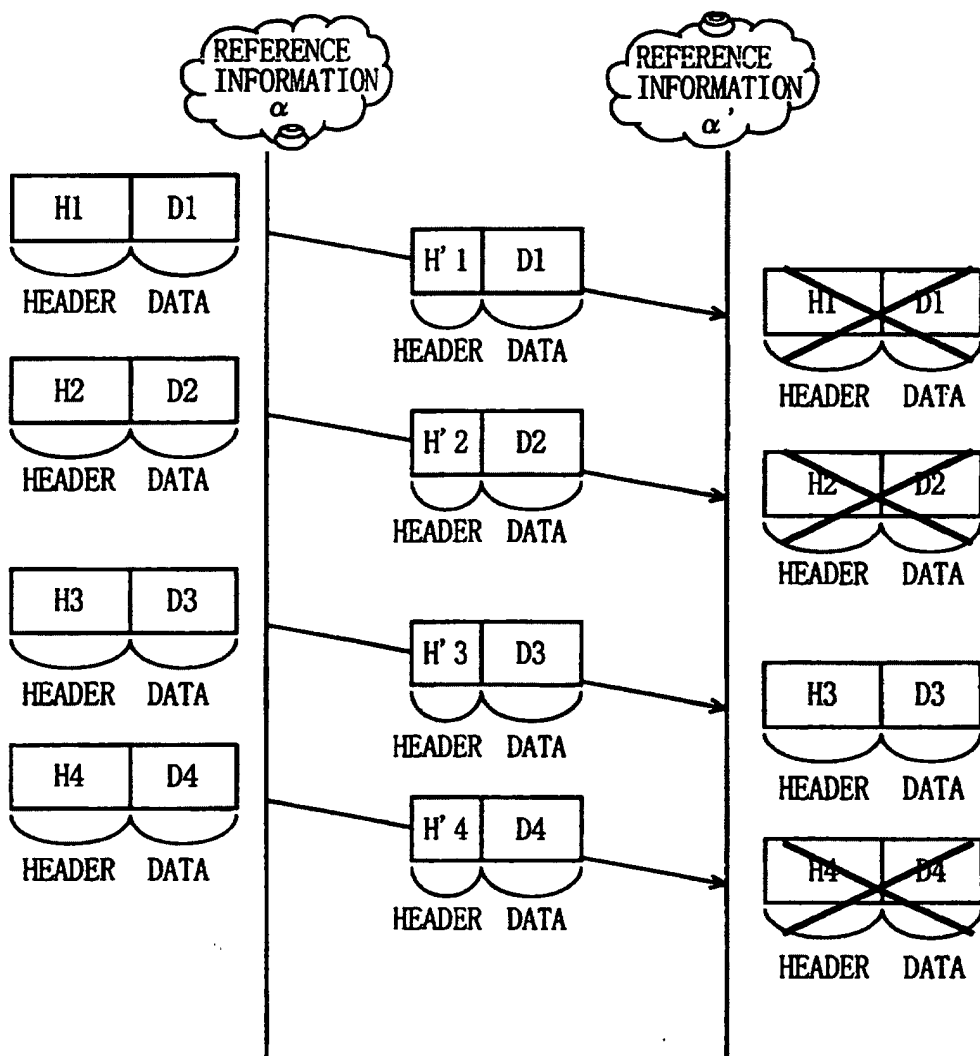 REFERENCE
INFORMATION
α
REFERENCE
INFORMATION
α'
H1 D1
HEADER DATA
H'1 D1
HEADER DATA
H1 D1
HEADER DATA
H2 D2
HEADER DATA
H'2 D2
HEADER DATA
H2 D2
HEADER DATA
H3 D3
HEADER DATA
H'3 D3
HEADER DATA
H3 D3
HEADER DATA
H4 D4
HEADER DATA
H'4 D4
HEADER DATA
H4 D4
HEADER DATA